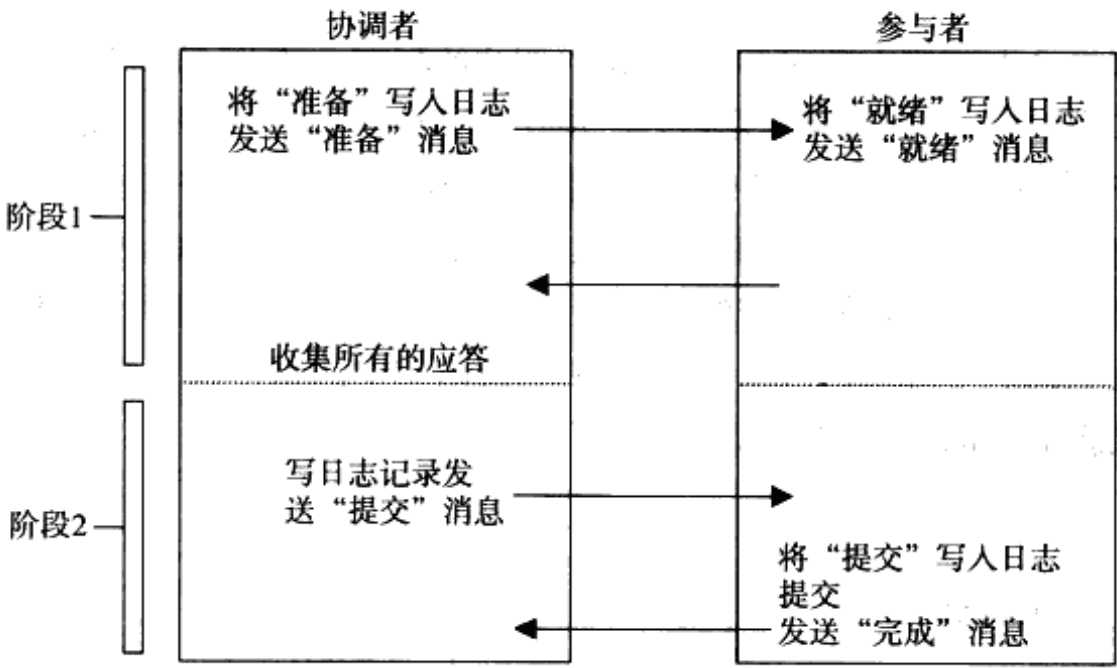 协调者
参与者
将“准备”写入日志
发送“准备”消息
将“就绪”写入日志
发送“就绪”消息
阶段1
收集所有的应答
写日志记录发
送“提交”消息
阶段2
将“提交”写入日志
提交
发送“完成”消息